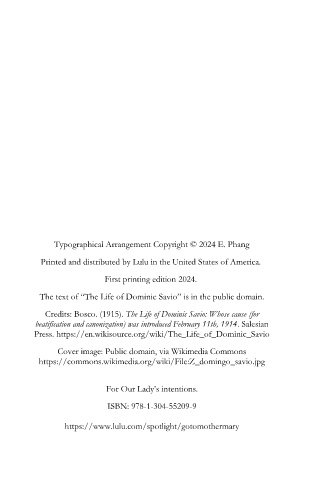 Typographical Arrangement Copyright © 2024 E. Phang
Printed and distributed by Lulu in the United States of America.
First printing edition 2024.
The text of “The Life of Dominic Savio” is in the public domain.
Credits: Bosco. (1915). The Life of Dominic Savio: Whose cause (for
beatification and canonization) was introduced February 11th, 1914. Salesian
Press. https://en.wikisource.org/wiki/The_Life_of_Dominic_Savio
Cover image: Public domain, via Wikimedia Commons
https://commons.wikimedia.org/wiki/File:Z_domingo_savio.jpg
For Our Lady’s intentions.
ISBN: 978-1-304-55209-9
https://www.lulu.com/spotlight/gotomothermary